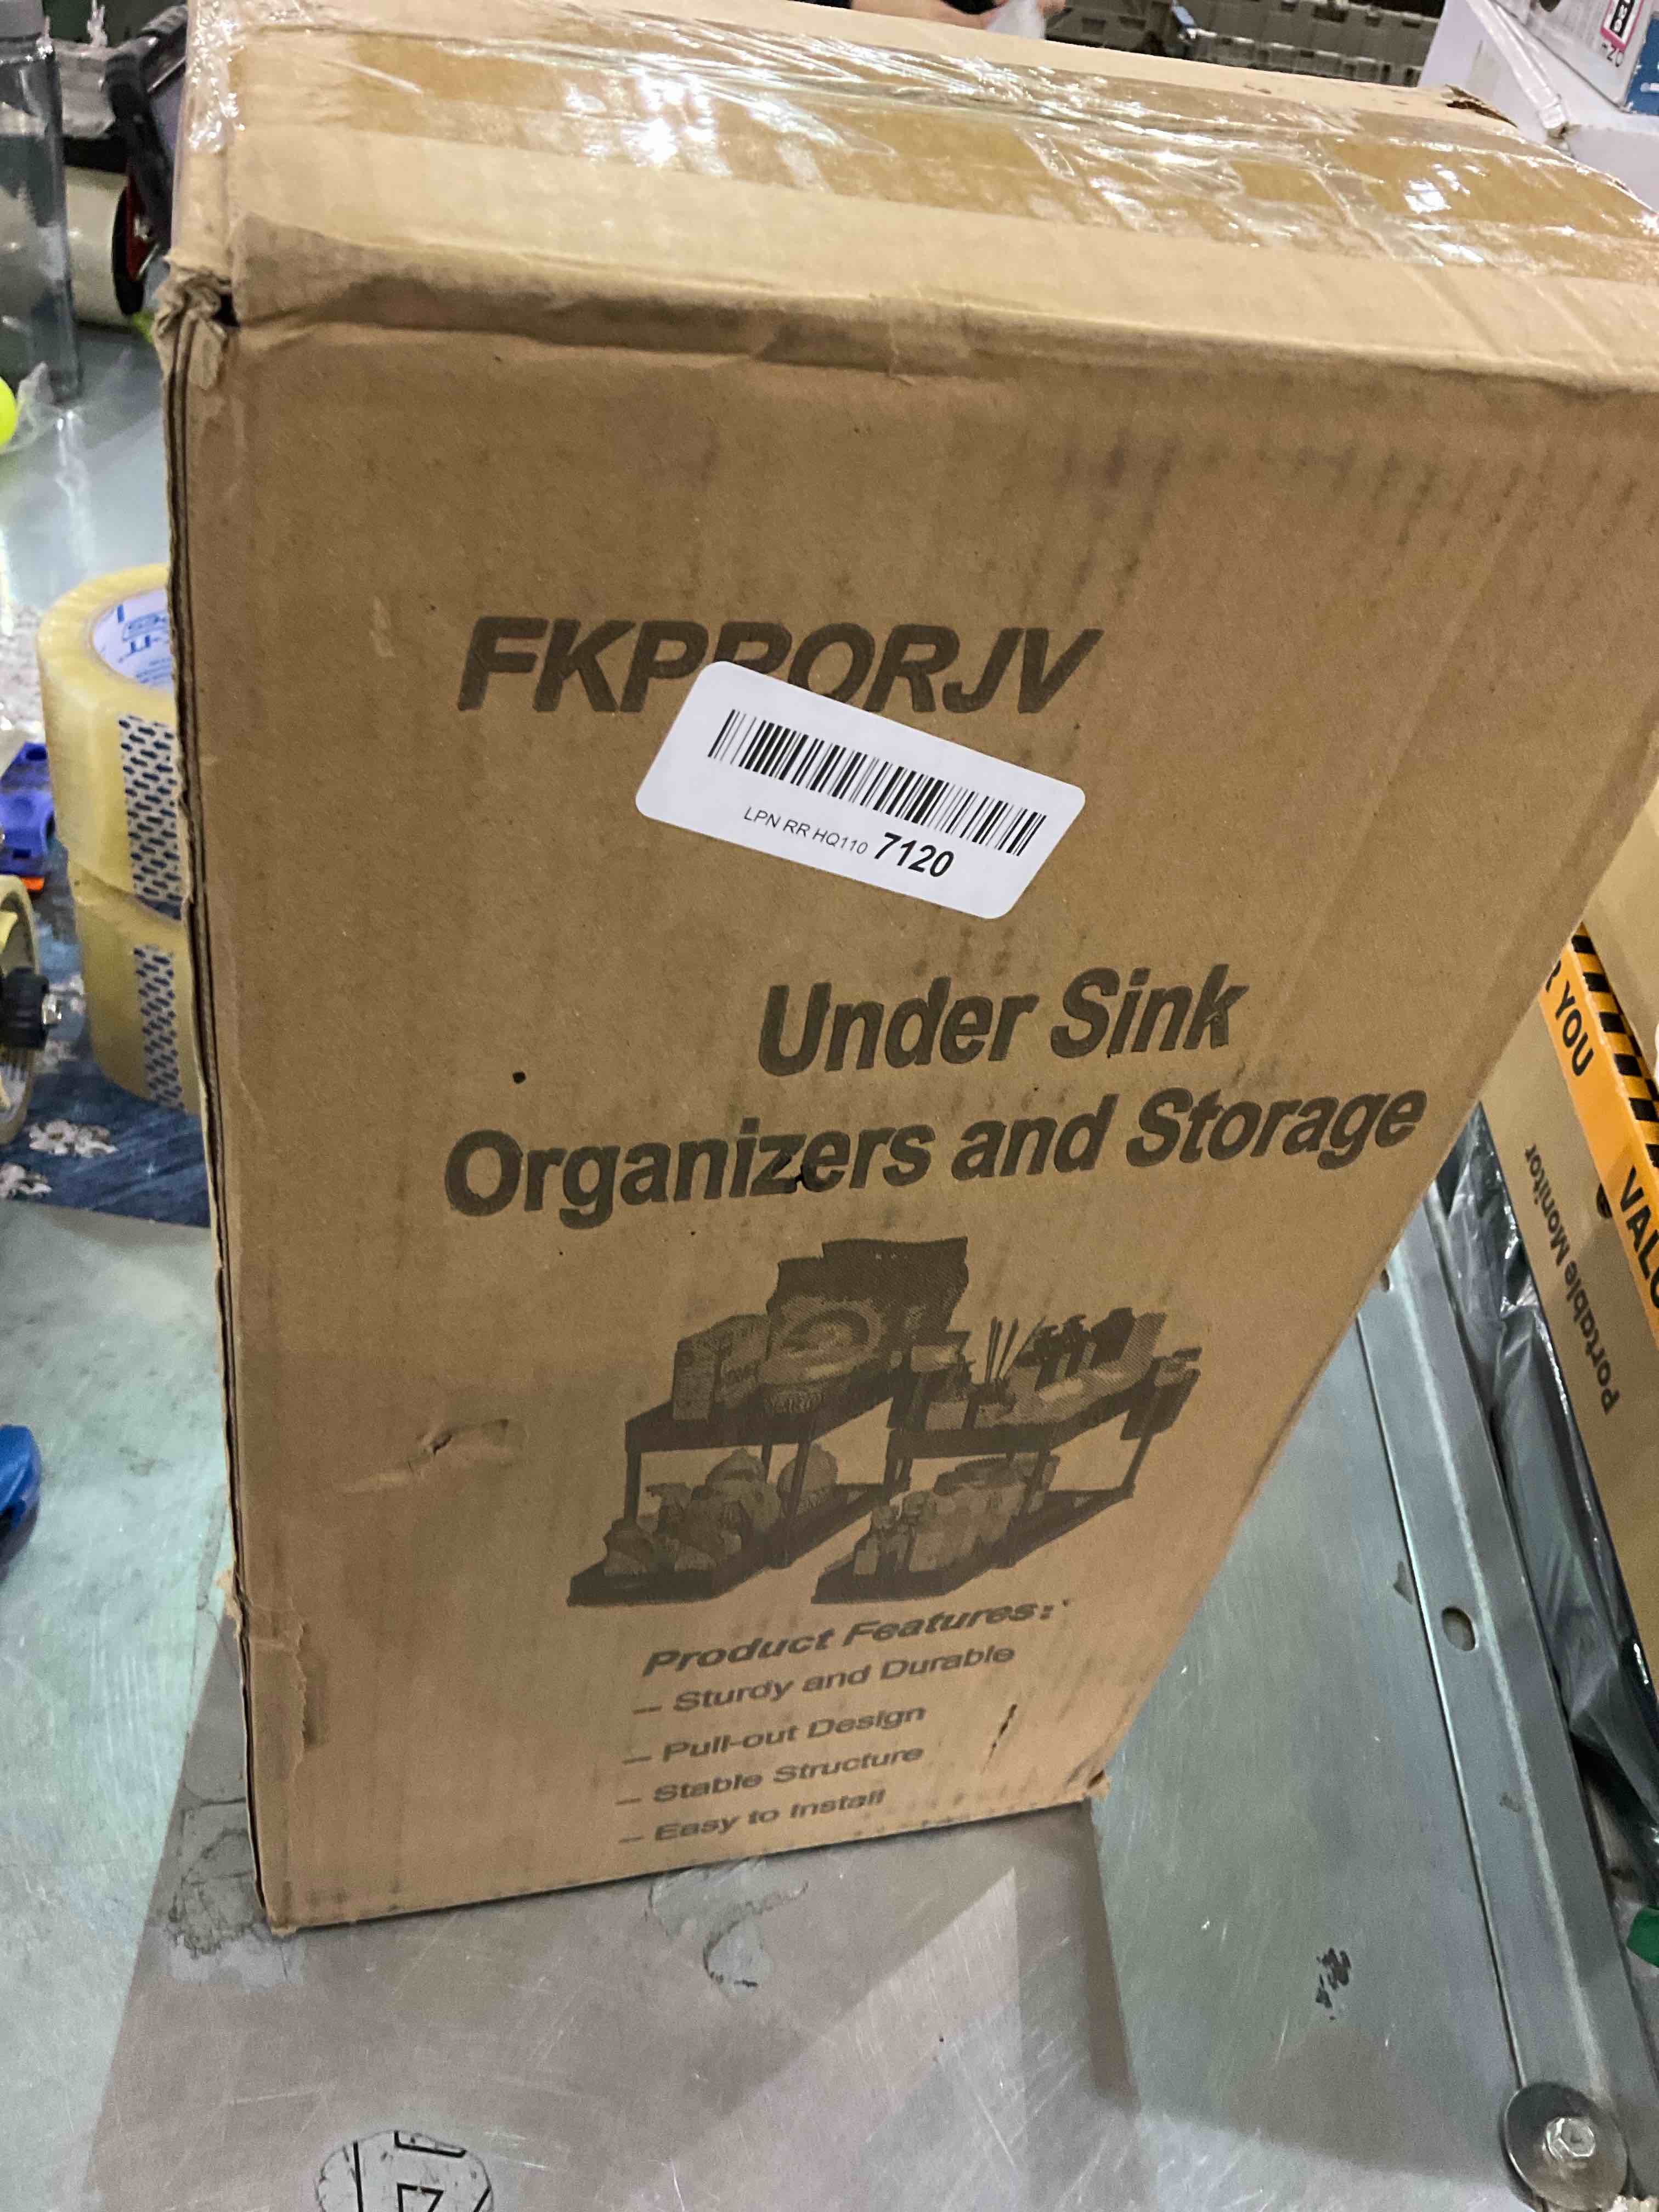 LPN RR HQ110 7120
Under Sink
Organizers and Storage
Product Features:
– Sturdy and Durable
– Pull-out Design
– Stable Structure
– Easy to Install
YOU
Portable Monitor